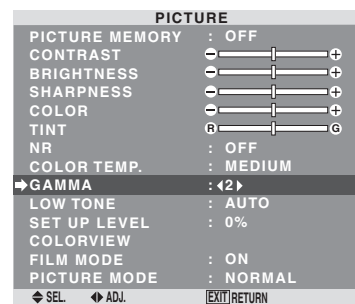 PICTURE
PICTURE MEMORY : OFF
CONTRAST
BRIGHTNESS
SHARPNESS
COLOR
TINT R G
NR : OFF
COLOR TEMP. : MEDIUM
GAMMA : 2
LOW TONE : AUTO
SET UP LEVEL : 0%
COLORVIEW
FILM MODE : ON
PICTURE MODE : NORMAL
SEL. ADJ. EXIT RETURN